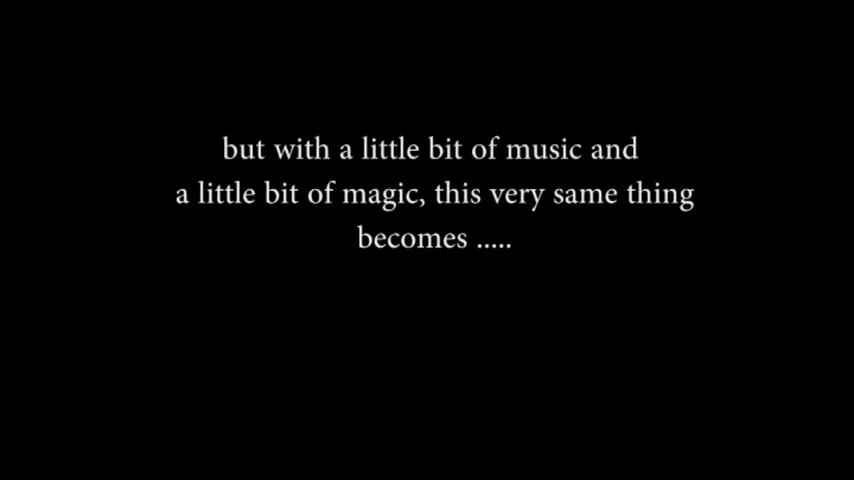 but with a little bit of music and
a little bit of magic, this very same thing
becomes .....